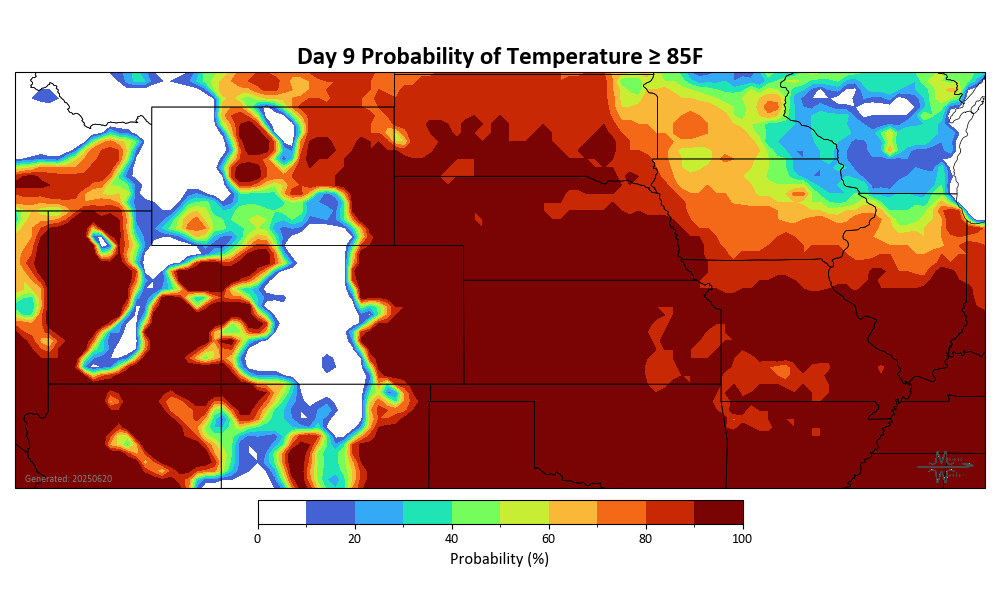 Day 9 Probability of Temperature ≥ 85F
Generated: 20250620
0 20 40 60 80 100
Probability (%)